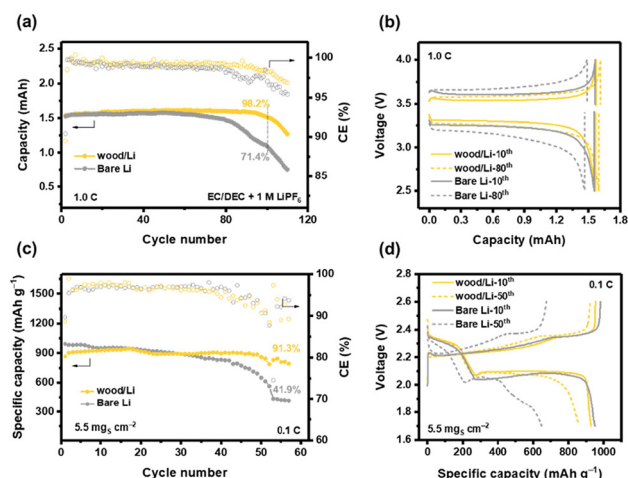 (a)
Capacity (mAh)
2.5
2.0
1.5
1.0
0.5
0.0
98.2%
71.4%
wood/Li
Bare Li
1.0 C
EC/DEC + 1 M LiPF6
0 20 40 60 80 100 120
Cycle number
100
95
90
85
CE (%)
(b)
Voltage (V)
4.0
3.5
3.0
2.5
1.0 C
wood/Li-10th
wood/Li-80th
Bare Li-10th
Bare Li-80th
0.0 0.3 0.6 0.9 1.2 1.5 1.8
Capacity (mAh)
(c)
Specific capacity (mAh g−1)
1500
1200
900
600
300
91.3%
41.9%
wood/Li
Bare Li
5.5 mgS cm−2
0.1 C
0 10 20 30 40 50 60
Cycle number
100
90
80
70
60
CE (%)
(d)
Voltage (V)
2.8
2.6
2.4
2.2
2.0
1.8
1.6
wood/Li-10th
wood/Li-50th
Bare Li-10th
Bare Li-50th
0.1 C
5.5 mgS cm−2
0 200 400 600 800 1000
Specific capacity (mAh g−1)